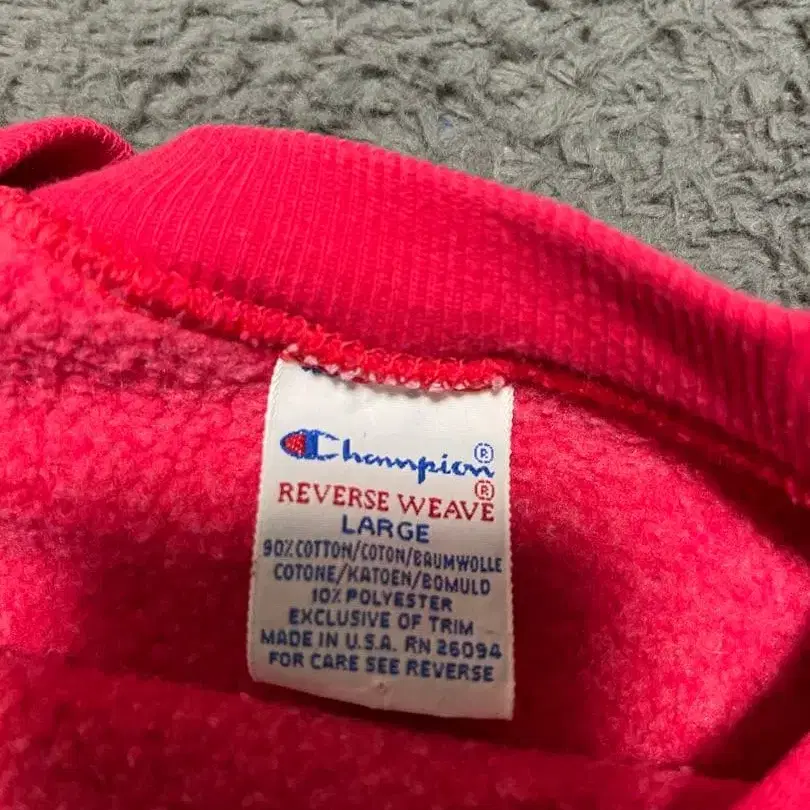 Champion®
REVERSE WEAVE®
LARGE
90% COTTON/COTON/BAUMWOLLE
COTONE/KATOEN/BOMULD
10% POLYESTER
EXCLUSIVE OF TRIM
MADE IN U.S.A. RN 26094
FOR CARE SEE REVERSE